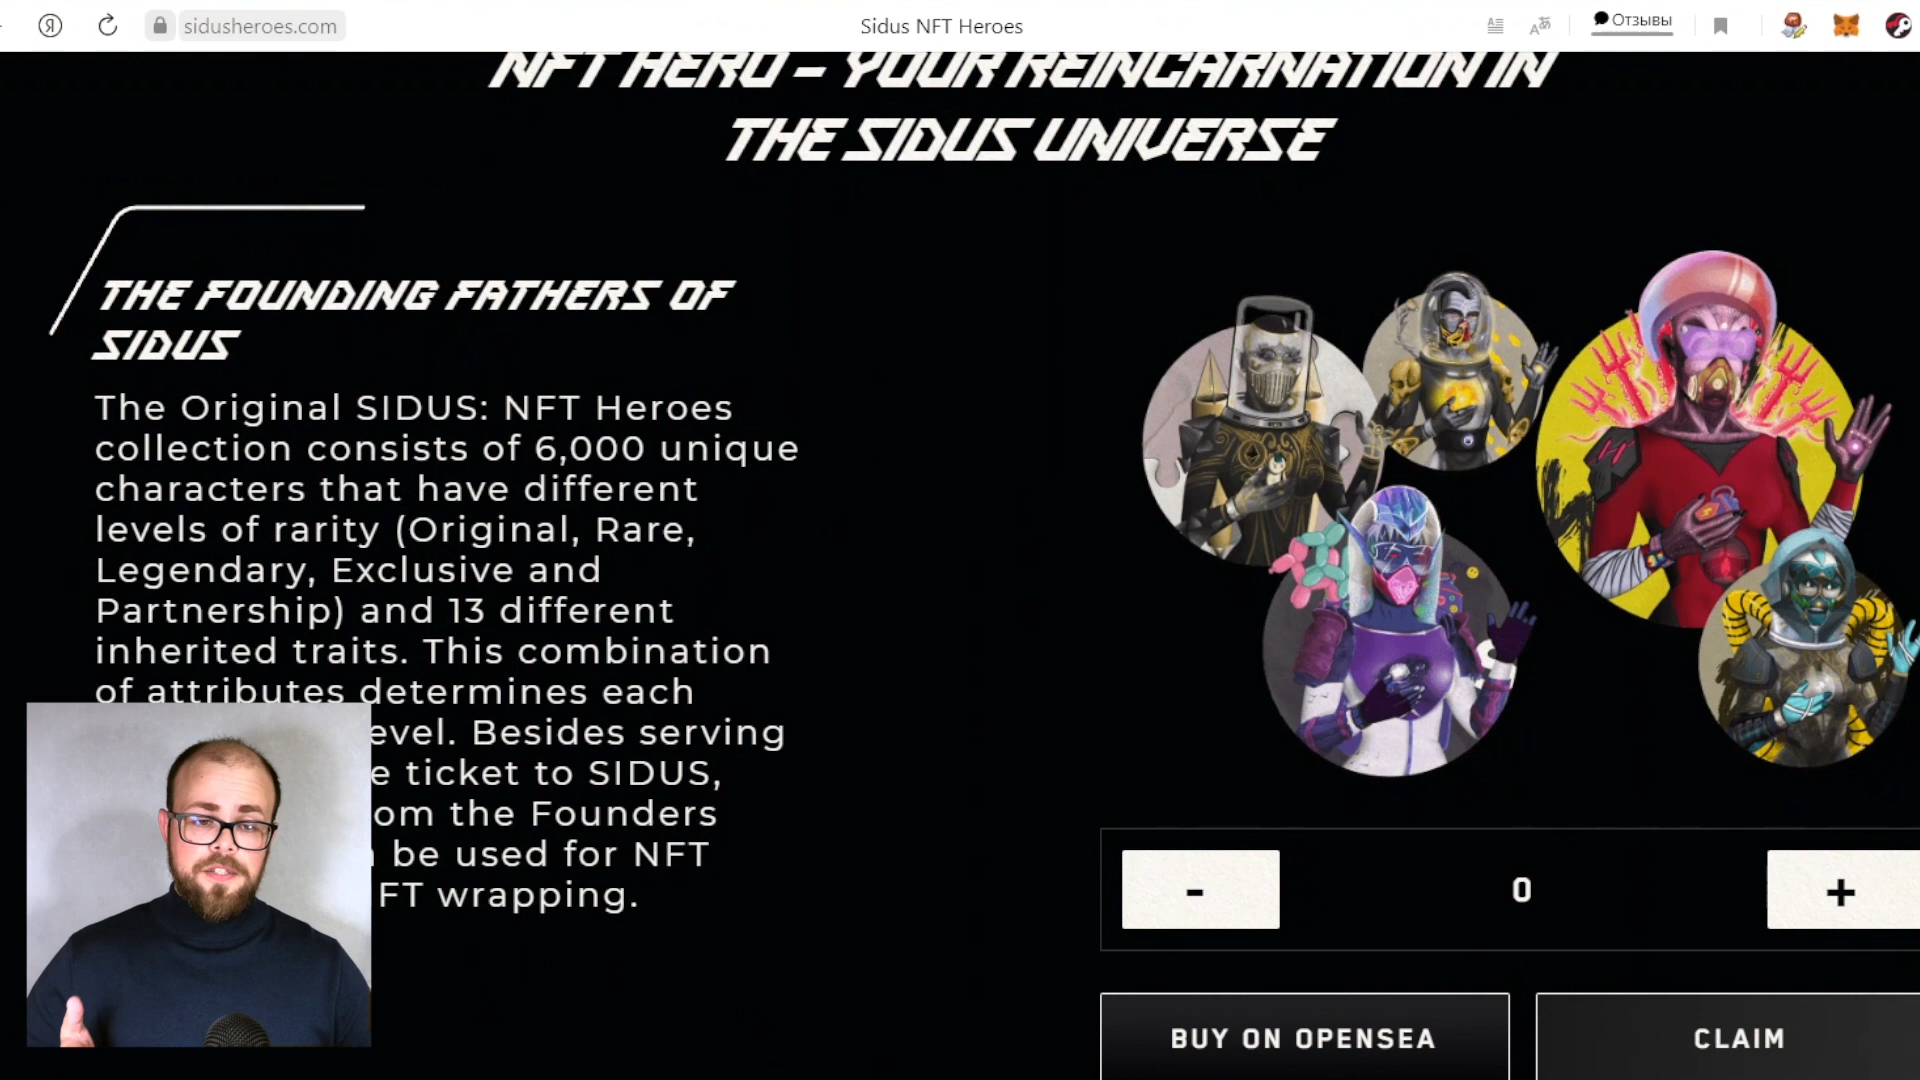 Я
sidusheroes.com
Sidus NFT Heroes
Отзывы
NFT HERO – YOUR REINCARNATION IN
THE SIDUS UNIVERSE
THE FOUNDING FATHERS OF
SIDUS
The Original SIDUS: NFT Heroes
collection consists of 6,000 unique
characters that have different
levels of rarity (Original, Rare,
Legendary, Exclusive and
Partnership) and 13 different
inherited traits. This combination
of attributes determines each
evel. Besides serving
e ticket to SIDUS,
om the Founders
be used for NFT
FT wrapping.
-
0
+
BUY ON OPENSEA
CLAIM